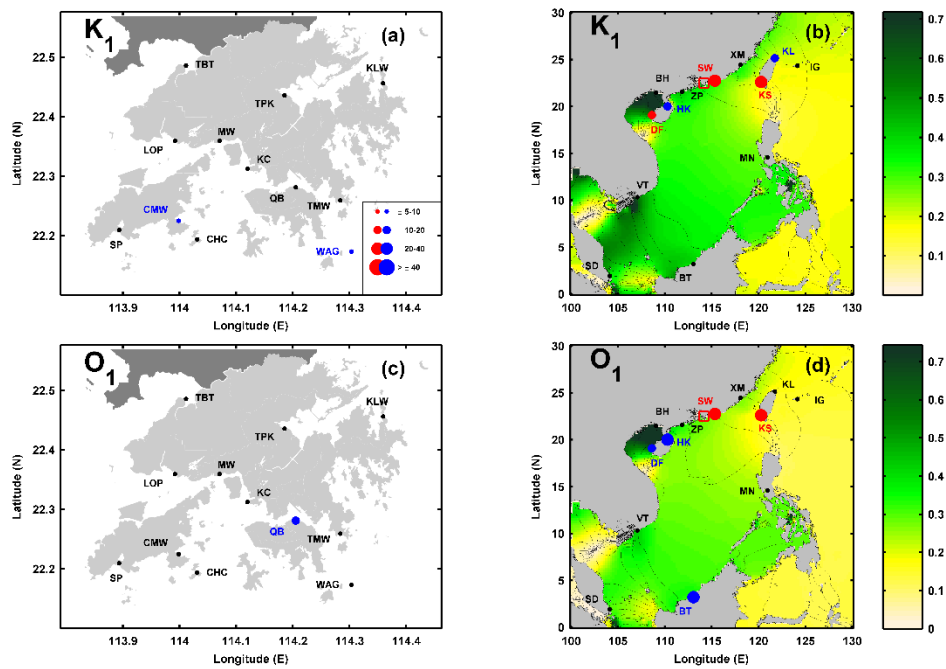 K1
(a)
TBT
KLW
TPK
MW
LOP
KC
CMW
QB
TMW
SP
CHC
WAG
± 5-10
10-20
20-40
> ± 40
22.5
22.4
22.3
22.2
Latitude (N)
113.9 114 114.1 114.2 114.3 114.4
Longitude (E)
K1
(b)
XM
KL
IG
SW
BH
ZP
KS
HK
DF
MN
VT
SD
BT
30
25
20
15
10
5
0
Latitude (N)
100 105 110 115 120 125 130
Longitude (E)
0.7
0.6
0.5
0.4
0.3
0.2
0.1
O1
(c)
TBT
KLW
TPK
MW
LOP
KC
QB
CMW
TMW
SP
CHC
WAG
22.5
22.4
22.3
22.2
Latitude (N)
113.9 114 114.1 114.2 114.3 114.4
Longitude (E)
O1
(d)
XM
KL
IG
SW
BH
ZP
KS
HK
DF
MN
VT
SD
BT
30
25
20
15
10
5
0
Latitude (N)
100 105 110 115 120 125 130
Longitude (E)
0.7
0.6
0.5
0.4
0.3
0.2
0.1